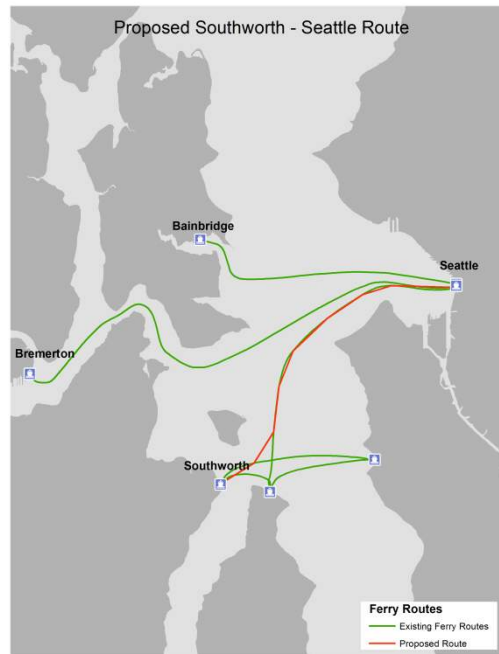 Proposed Southworth - Seattle Route
Bainbridge
Seattle
Bremerton
Southworth
Ferry Routes
Existing Ferry Routes
Proposed Route